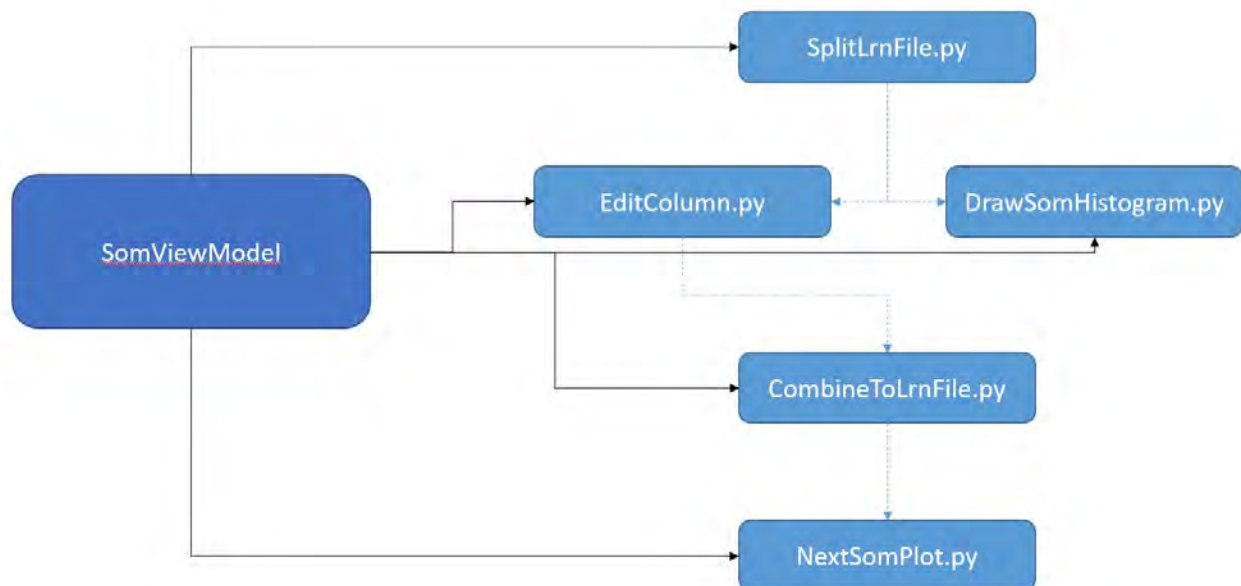 SplitLrnFile.py
EditColumn.py
DrawSomHistogram.py
SomViewModel
CombineToLrnFile.py
NextSomPlot.py